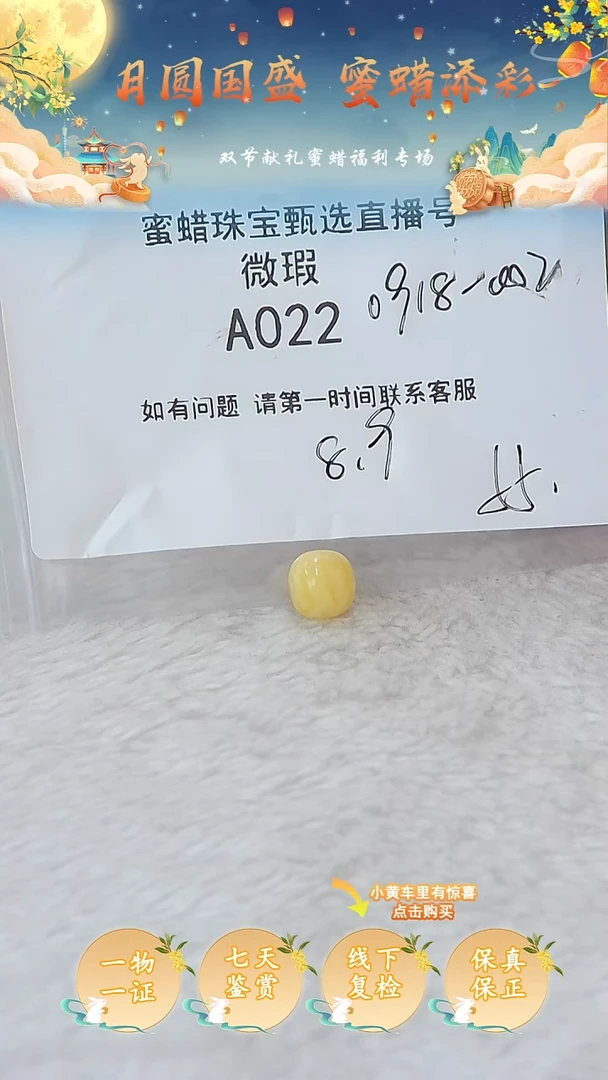 月圆国盛 蜜蜡添彩
双节献礼蜜蜡福利专场
蜜蜡珠宝甄选直播号
微瑕
A022 0918-002
如有问题 请第一时间联系客服
8.9
小黄车里有惊喜
点击购买
一物
一证
七天
鉴赏
线下
复检
保真
保正